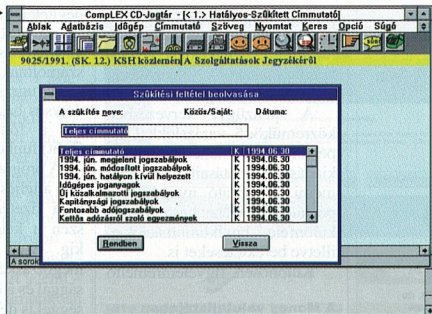 CompLEX CD-Jogtár - [< 1.> Hatályos-Szűkített Címmutató]
Ablak Adatbázis Időgép Címmutató Szöveg Nyomtat Keres Opció Súgó
9025/1991. (SK. 12.) KSH közlemény A Szolgáltatások Jegyzékéről
Szűkítési feltétel beolvasása
A szűkítés neve: Közös/Saját: Dátuma:
Teljes címmutató
Teljes címmutató K 1994.06.30
1994. jún. megjelent jogszabályok K 1994.06.30
1994. jún. módosított jogszabályok K 1994.06.30
1994. jún. hatályon kívül helyezett K 1994.06.30
Időgépes joganyagok K 1994.06.30
Új közalkalmazotti jogszabályok K 1994.06.30
Kapitánysági jogszabályok K 1994.06.30
Fontosabb adójogszabályok K 1994.06.30
Kettős adózásról szóló egyezmények K 1994.06.30
Rendben Vissza
A sorok